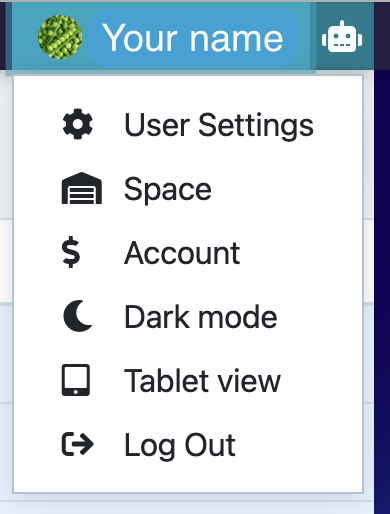 Your name
User Settings
Space
Account
Dark mode
Tablet view
Log Out